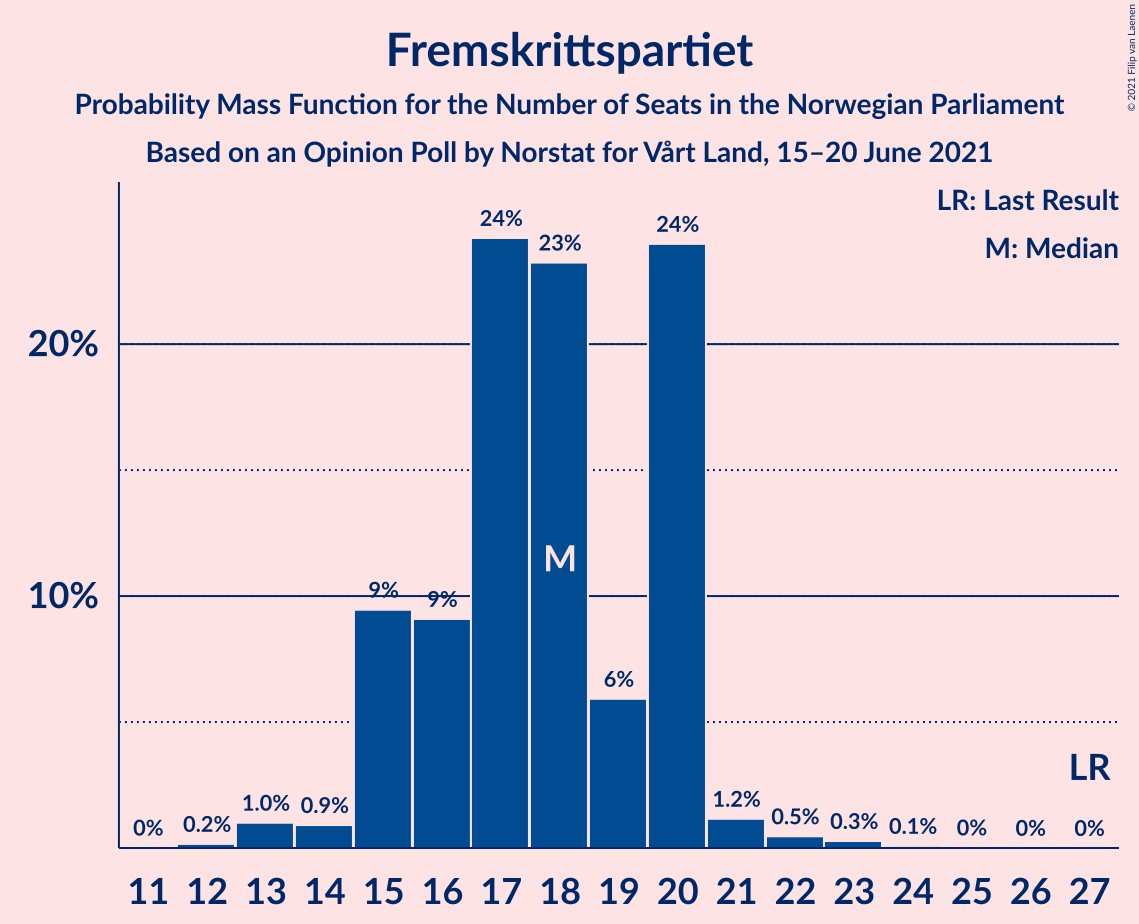 Fremskrittspartiet
Probability Mass Function for the Number of Seats in the Norwegian Parliament
Based on an Opinion Poll by Norstat for Vårt Land, 15–20 June 2021
© 2021 Filip van Laenen
LR: Last Result
M: Median
20%
10%
0%
0.2%
1.0%
0.9%
9%
9%
24%
23%
6%
24%
1.2%
0.5%
0.3%
0.1%
0%
0%
0%
M
LR
11 12 13 14 15 16 17 18 19 20 21 22 23 24 25 26 27